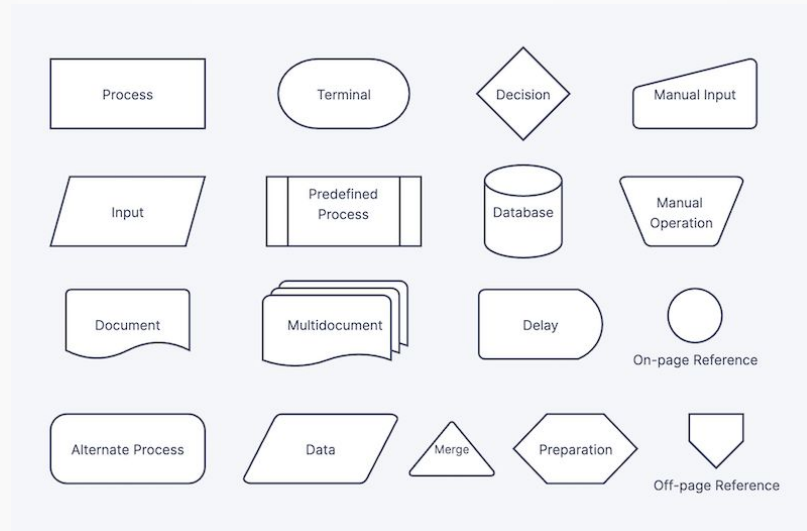 Process
Terminal
Decision
Manual Input
Input
Predefined
Process
Database
Manual
Operation
Document
Multidocument
Delay
On-page Reference
Alternate Process
Data
Merge
Preparation
Off-page Reference